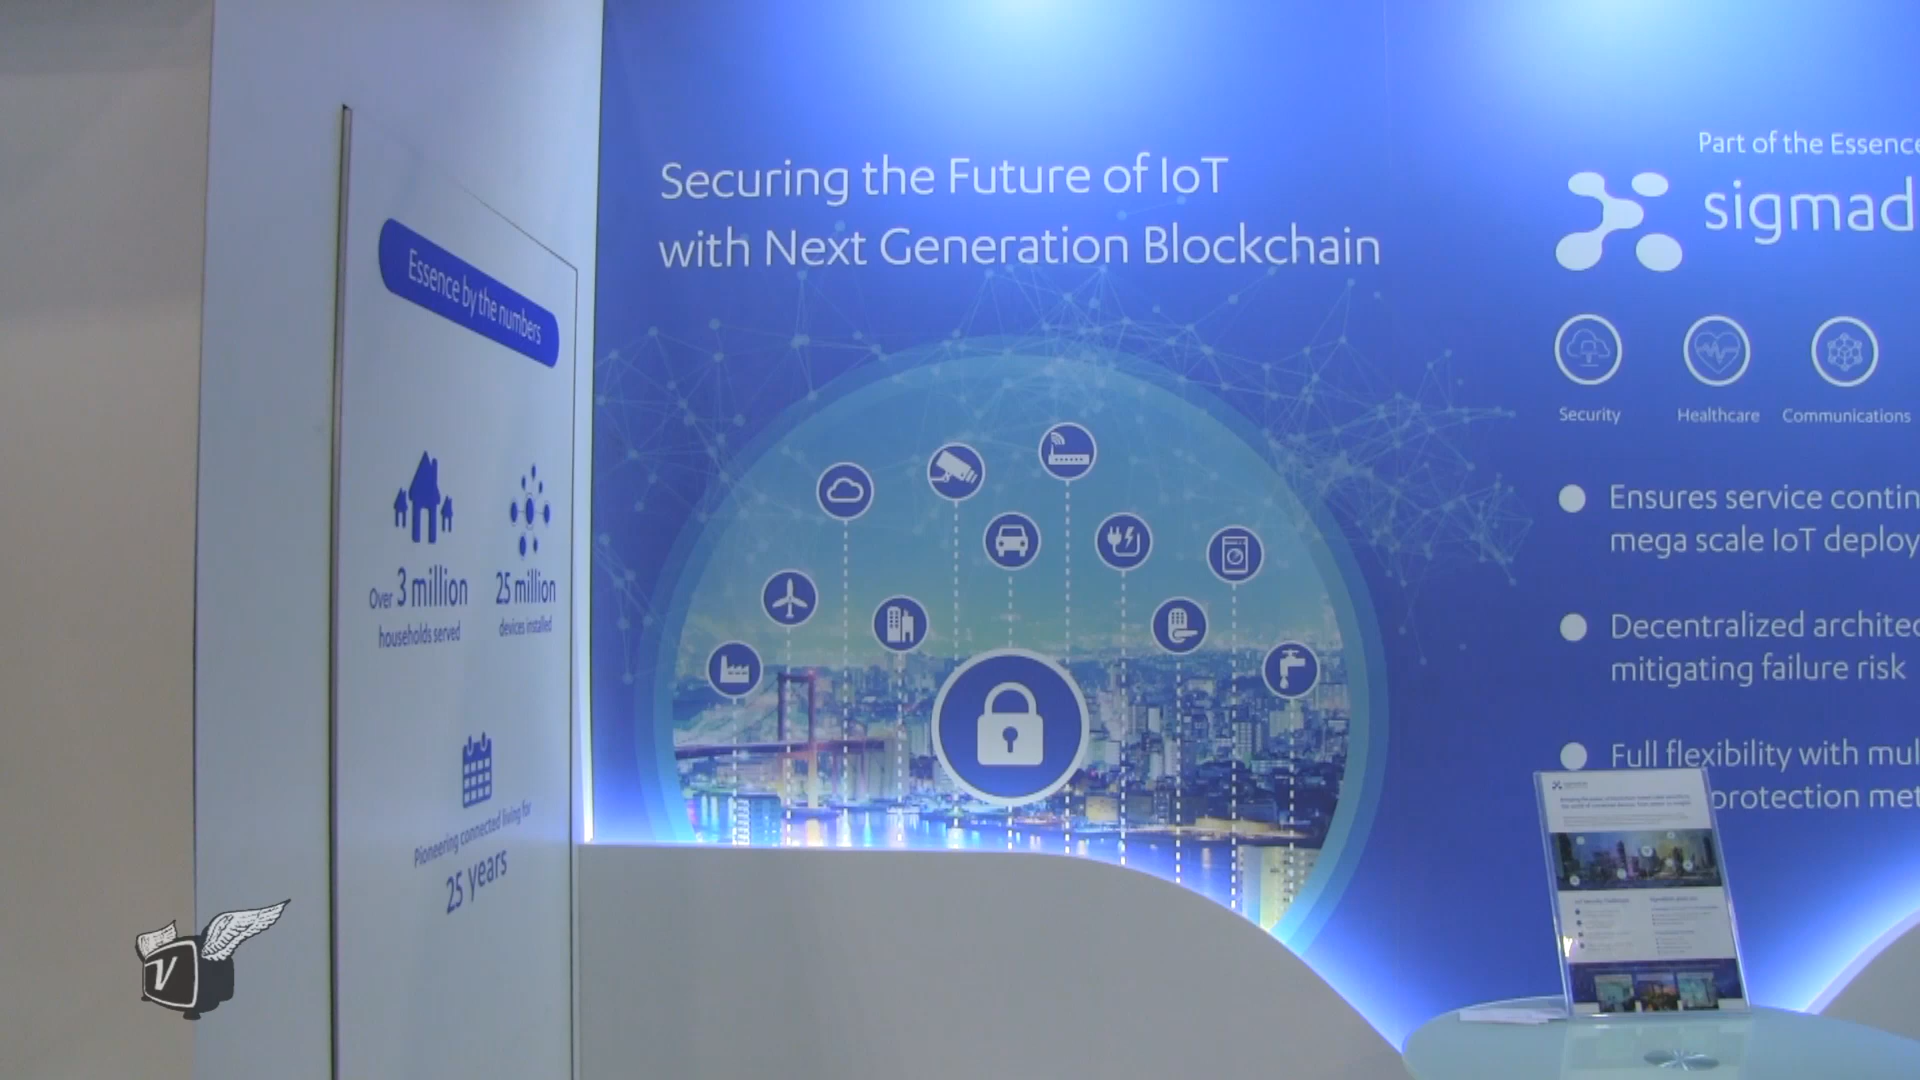 Essence by the numbers
Over 3 million
households served
25 million
devices installed
Pioneering connected living for
25 years
Securing the Future of IoT
with Next Generation Blockchain
Part of the Essence
sigmad
Security
Healthcare
Communications
Ensures service contin
mega scale IoT deploy
Decentralized architec
mitigating failure risk
Full flexibility with mul
protection met
V